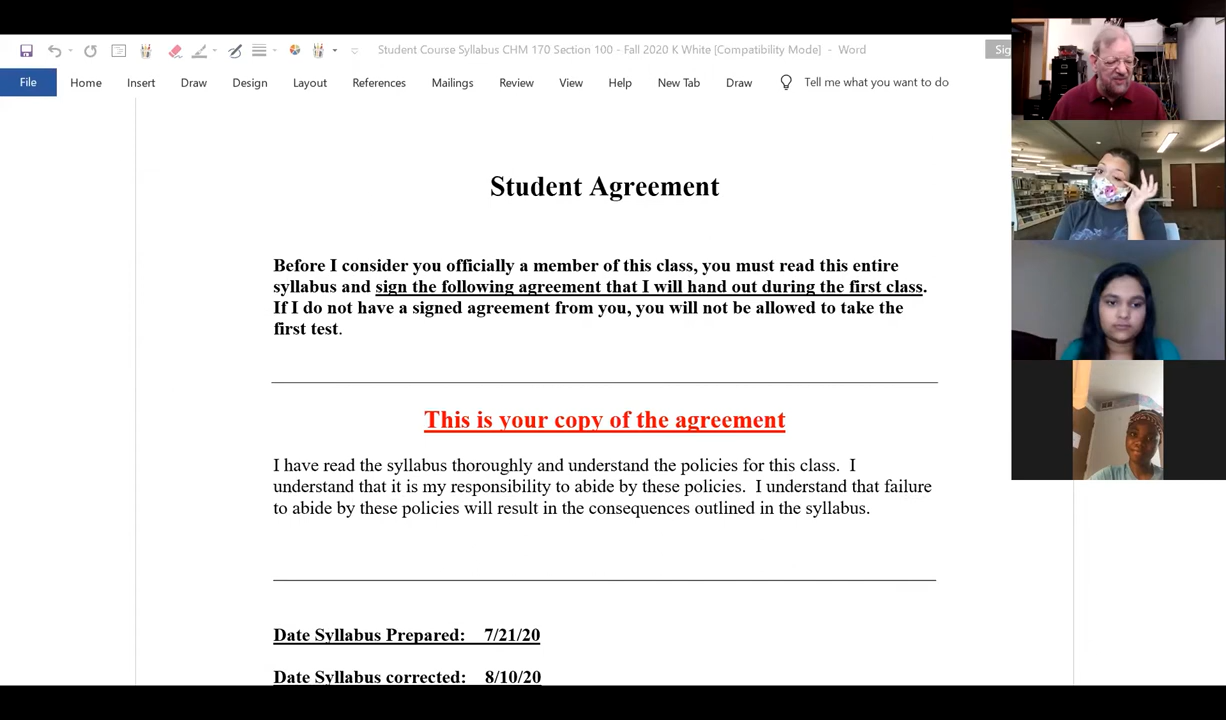 Student Course Syllabus CHM 170 Section 100 - Fall 2020 K White [Compatibility Mode] - Word
Sig
File Home Insert Draw Design Layout References Mailings Review View Help New Tab Draw Tell me what you want to do
Student Agreement
Before I consider you officially a member of this class, you must read this entire
syllabus and sign the following agreement that I will hand out during the first class.
If I do not have a signed agreement from you, you will not be allowed to take the
first test.
This is your copy of the agreement
I have read the syllabus thoroughly and understand the policies for this class. I
understand that it is my responsibility to abide by these policies. I understand that failure
to abide by these policies will result in the consequences outlined in the syllabus.
Date Syllabus Prepared: 7/21/20
Date Syllabus corrected: 8/10/20